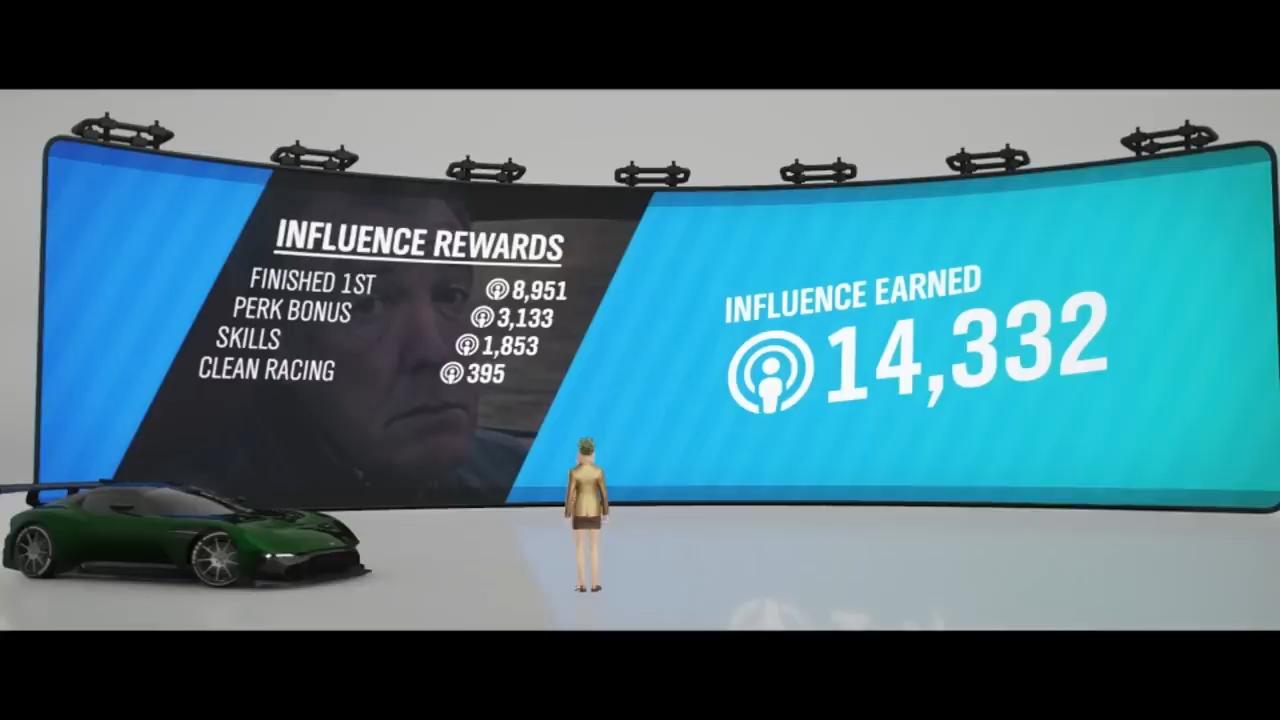 INFLUENCE REWARDS
FINISHED 1ST 8,951
PERK BONUS 3,133
SKILLS 1,853
CLEAN RACING 395
INFLUENCE EARNED
14,332